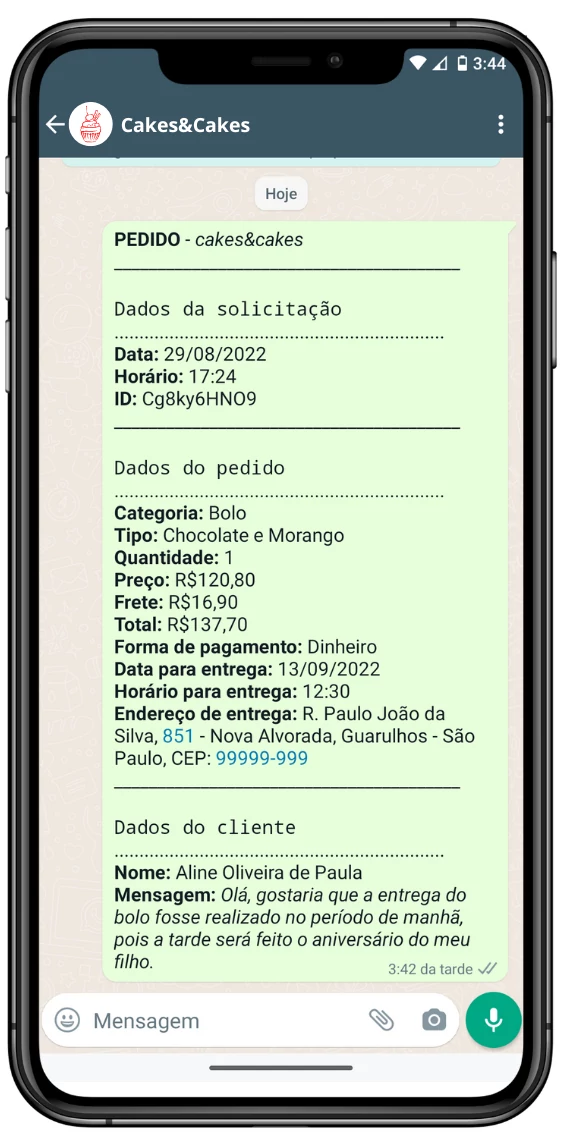 3:44
Cakes&Cakes
Hoje
PEDIDO - cakes&cakes
Dados da solicitação
Data: 29/08/2022
Horário: 17:24
ID: Cg8ky6HNO9
Dados do pedido
Categoria: Bolo
Tipo: Chocolate e Morango
Quantidade: 1
Preço: R$120,80
Frete: R$16,90
Total: R$137,70
Forma de pagamento: Dinheiro
Data para entrega: 13/09/2022
Horário para entrega: 12:30
Endereço de entrega: R. Paulo João da
Silva, 851 - Nova Alvorada, Guarulhos - São
Paulo, CEP: 99999-999
Dados do cliente
Nome: Aline Oliveira de Paula
Mensagem: Olá, gostaria que a entrega do
bolo fosse realizado no período de manhã,
pois a tarde será feito o aniversário do meu
filho.
3:42 da tarde
Mensagem